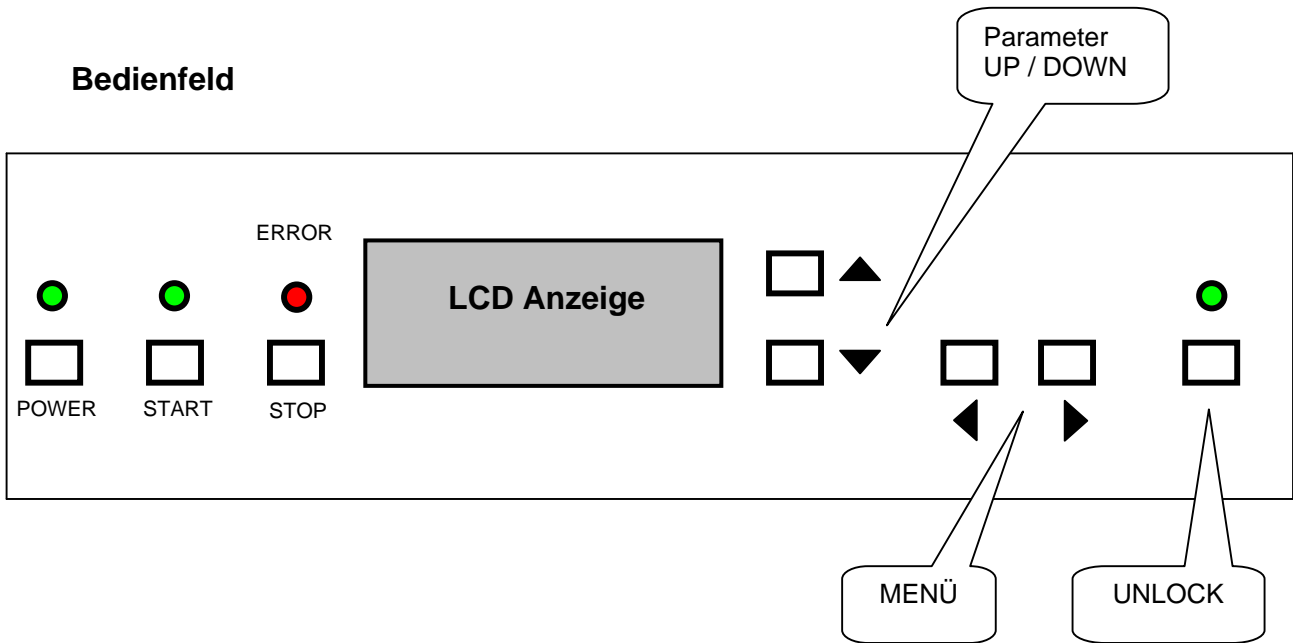 Parameter
UP / DOWN
Bedienfeld
ERROR
LCD Anzeige
POWER
START
STOP
MENÜ
UNLOCK